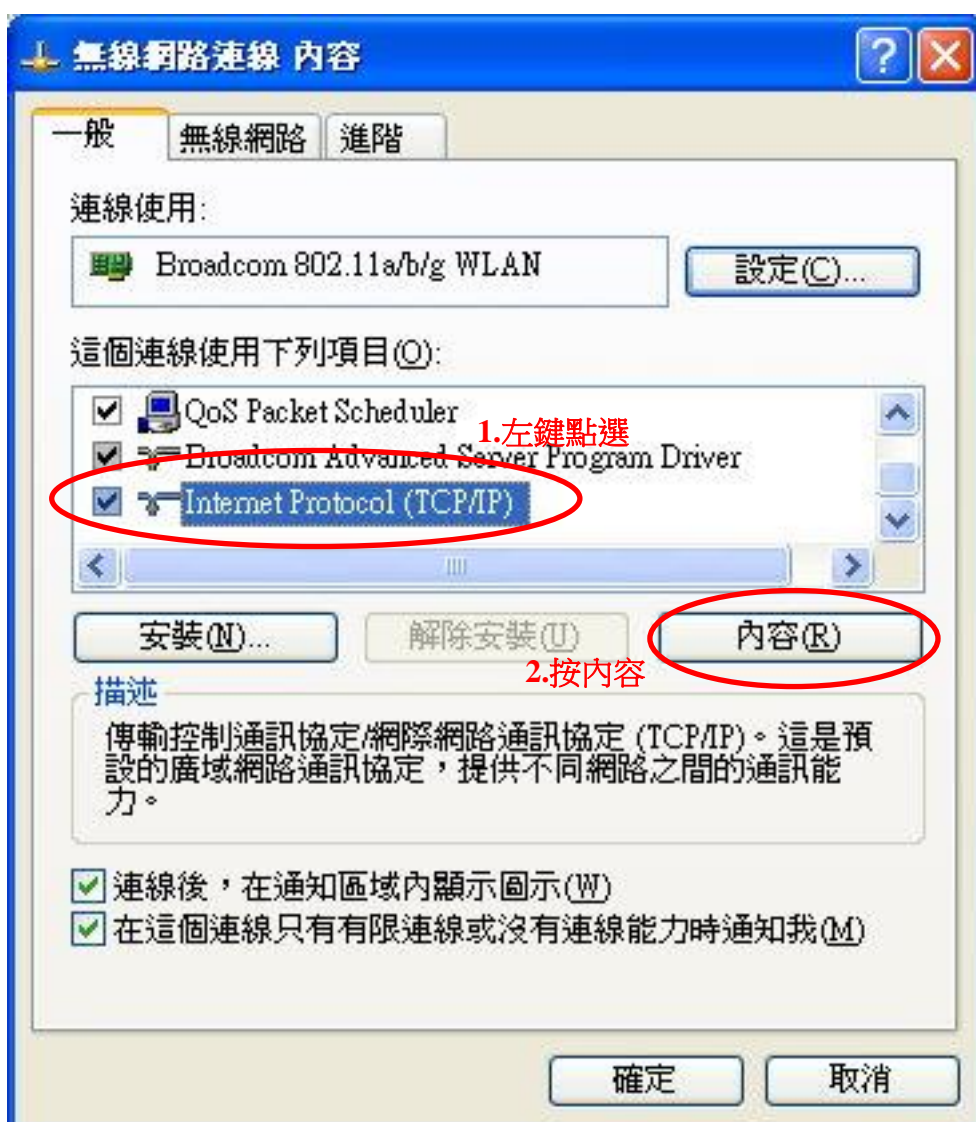 無線網路連線 內容
一般 無線網路 進階
連線使用:
Broadcom 802.11a/b/g WLAN 設定(C)...
這個連線使用下列項目(O):
QoS Packet Scheduler
1.左鍵點選
Broadcom Advanced Server Program Driver
Internet Protocol (TCP/IP)
安裝(N)... 解除安裝(U) 內容(R)
2.按內容
描述
傳輸控制通訊協定/網際網路通訊協定 (TCP/IP)。這是預
設的廣域網路通訊協定，提供不同網路之間的通訊能
力。
連線後，在通知區域內顯示圖示(W)
在這個連線只有有限連線或沒有連線能力時通知我(M)
確定 取消